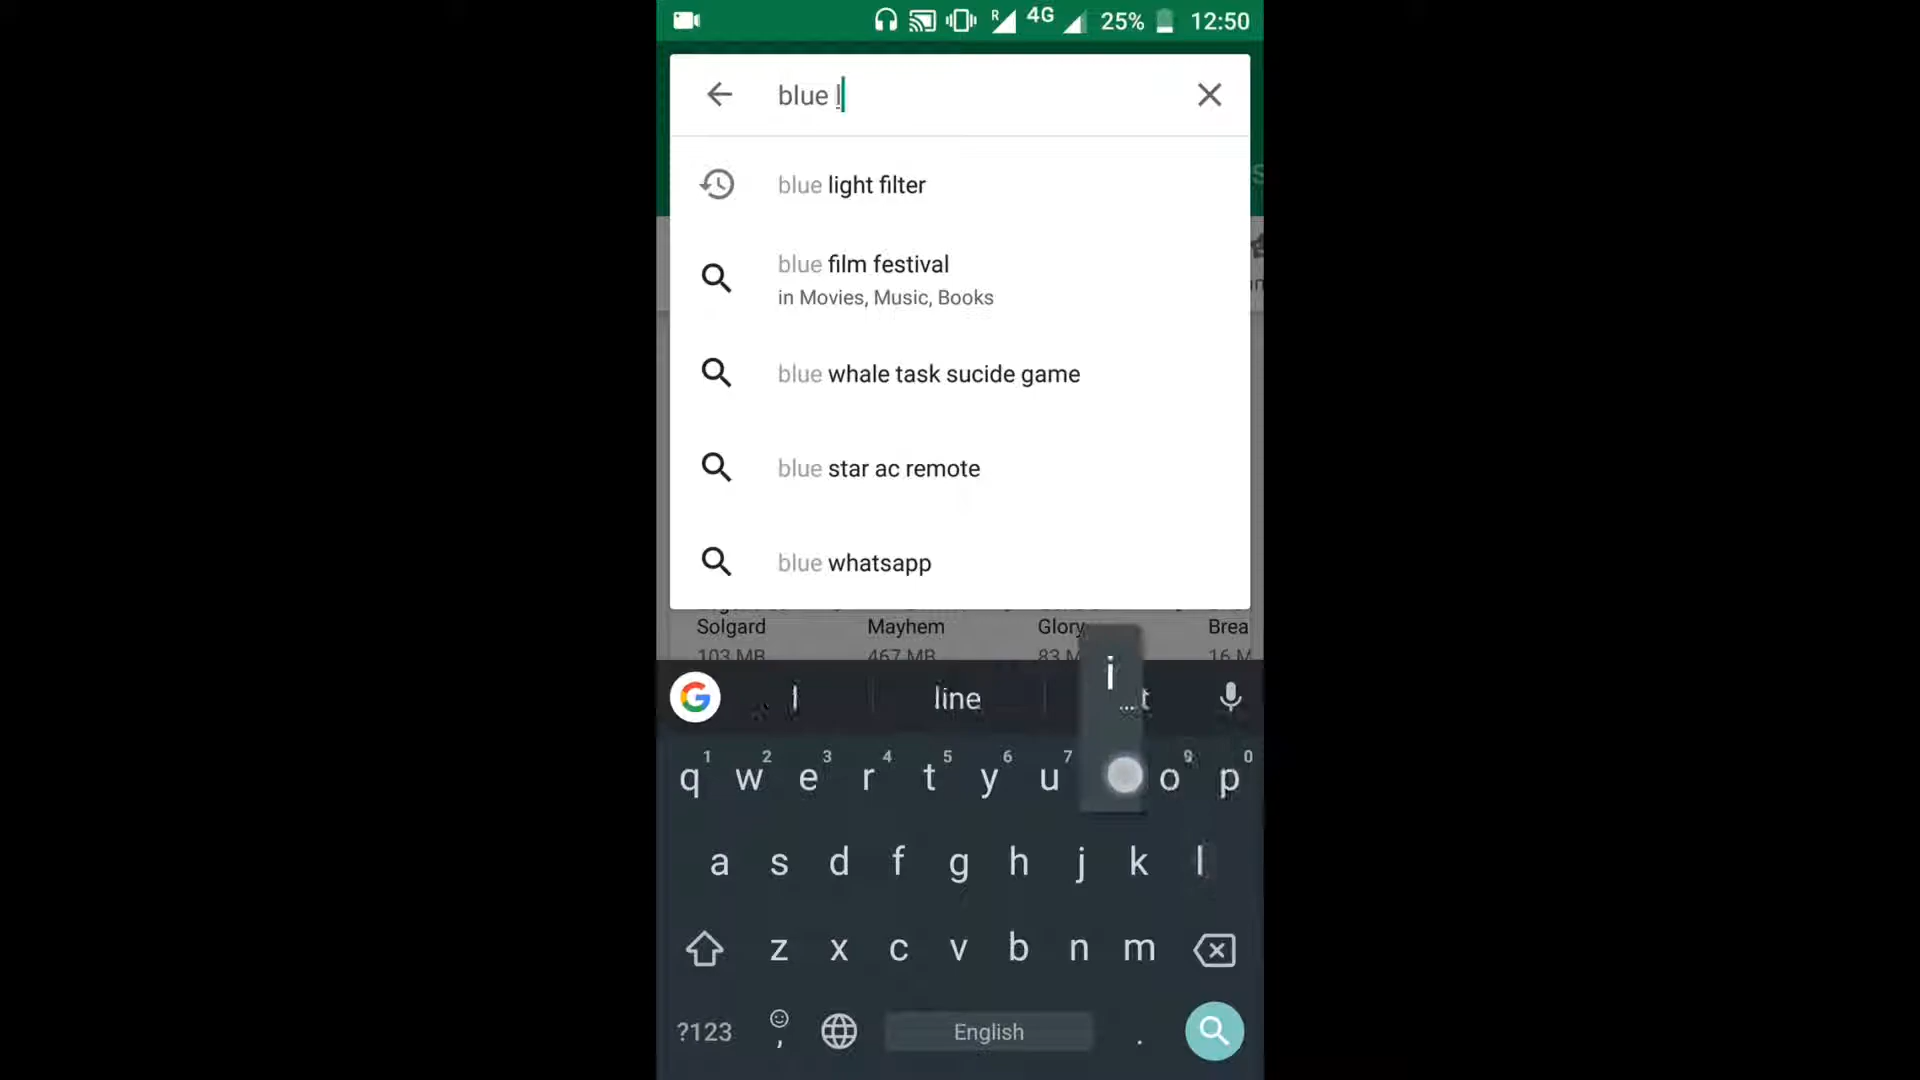 R 4G 25% 12:50
blue l
blue light filter
blue film festival
in Movies, Music, Books
blue whale task sucide game
blue star ac remote
blue whatsapp
Solgard Mayhem Glory Brea
103 MB 467 MB 83 M 16 M
l line ...t
i
1 2 3 4 5 6 7 9 0
q w e r t y u o p
a s d f g h j k l
z x c v b n m
?123 , English .